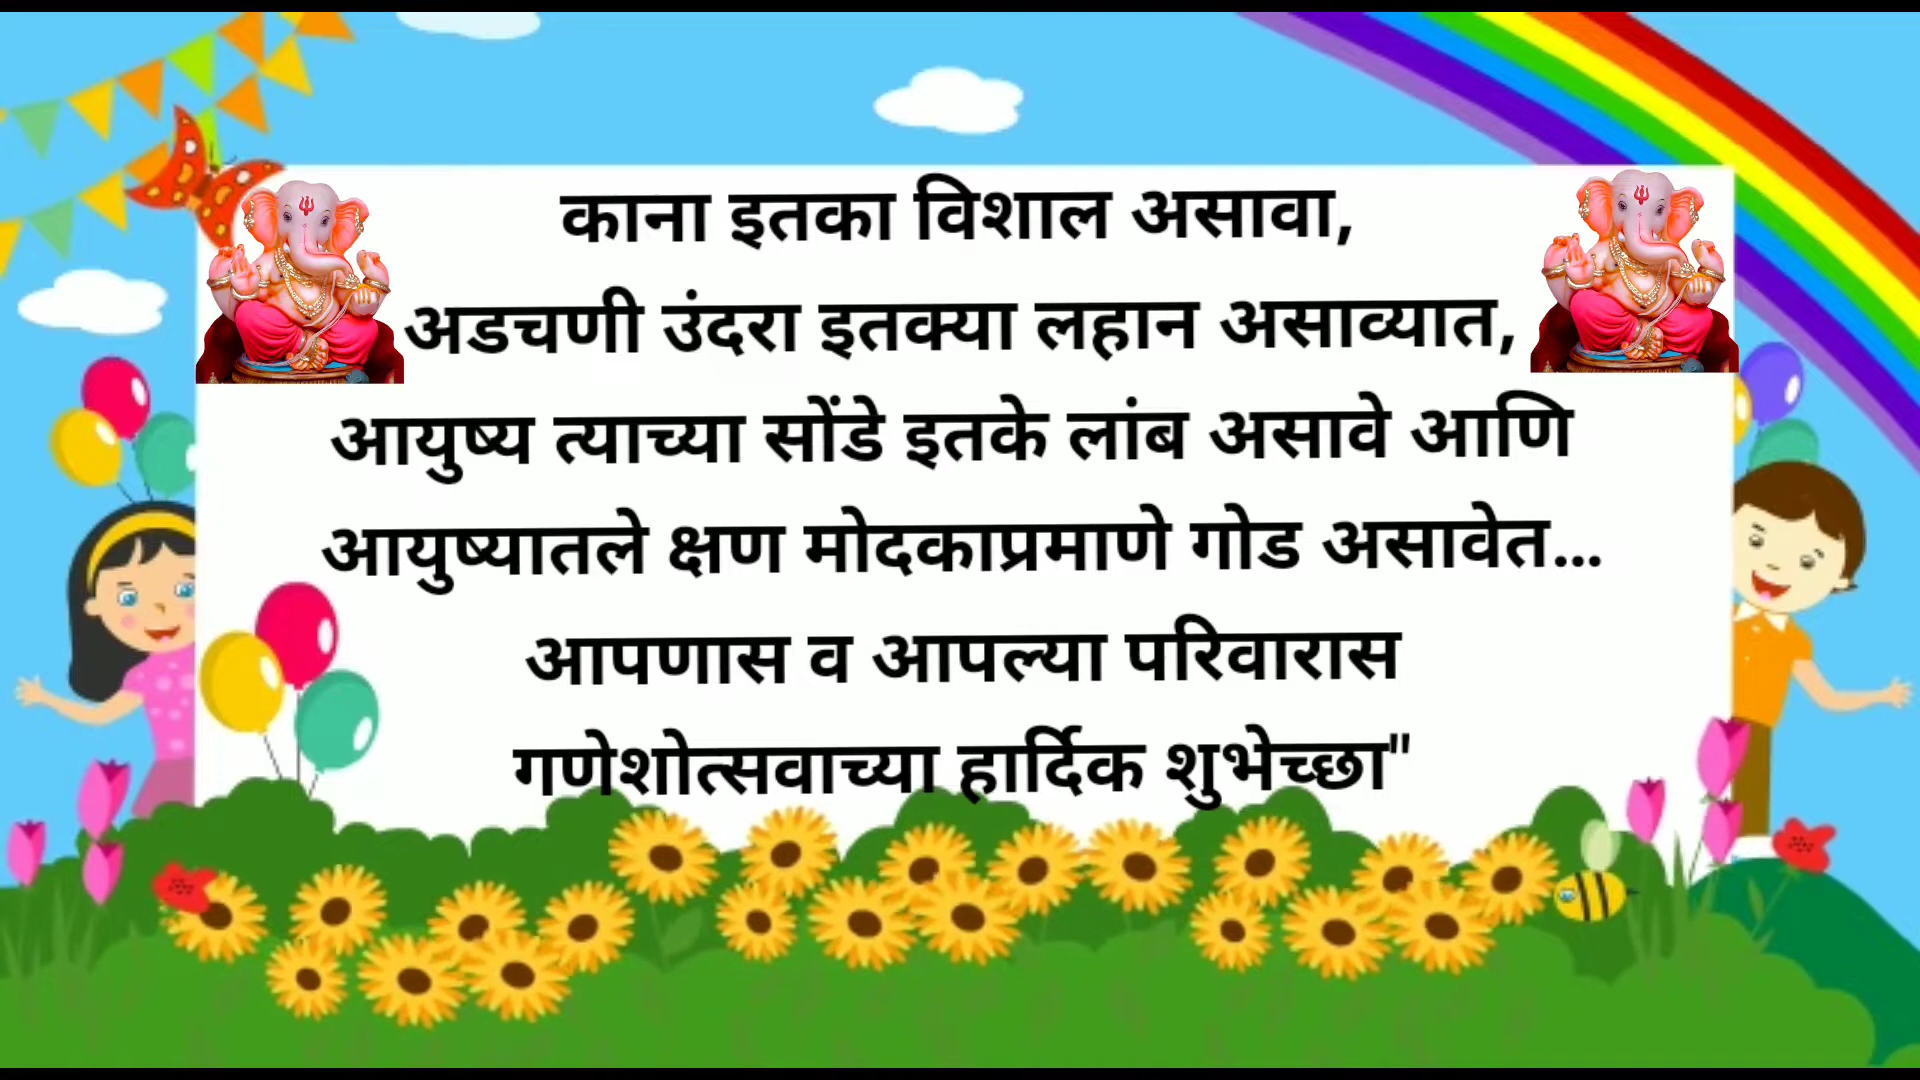 काना इतका विशाल असावा,
अडचणी उंदरा इतक्या लहान असाव्यात,
आयुष्य त्याच्या सोंडे इतके लांब असावे आणि
आयुष्यातले क्षण मोदकाप्रमाणे गोड असावेत...
आपणास व आपल्या परिवारास
गणेशोत्सवाच्या हार्दिक शुभेच्छा"